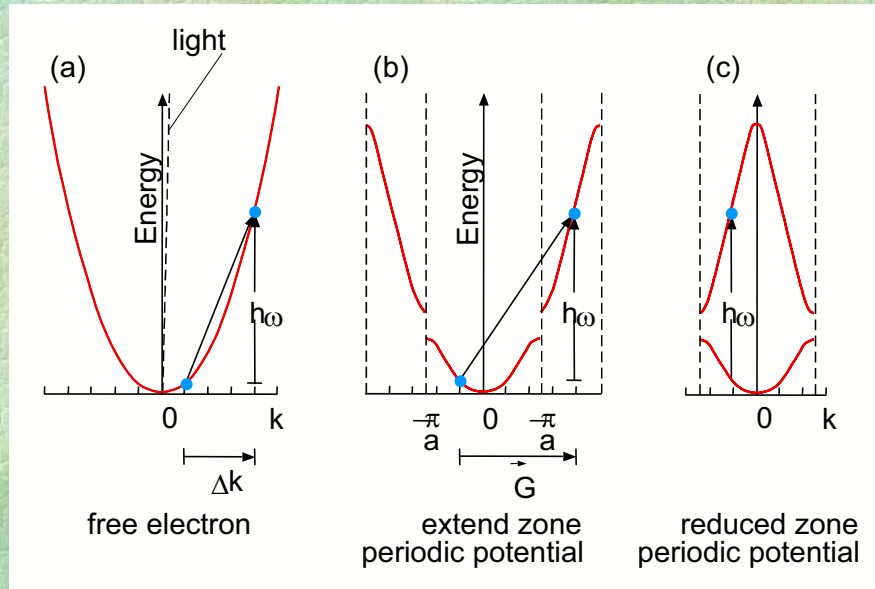 light
(a)
(b)
(c)
Energy
Energy
hω
hω
hω
0
k
−π
a
0
−π
a
0
k
Δk
G
free electron
extend zone
periodic potential
reduced zone
periodic potential